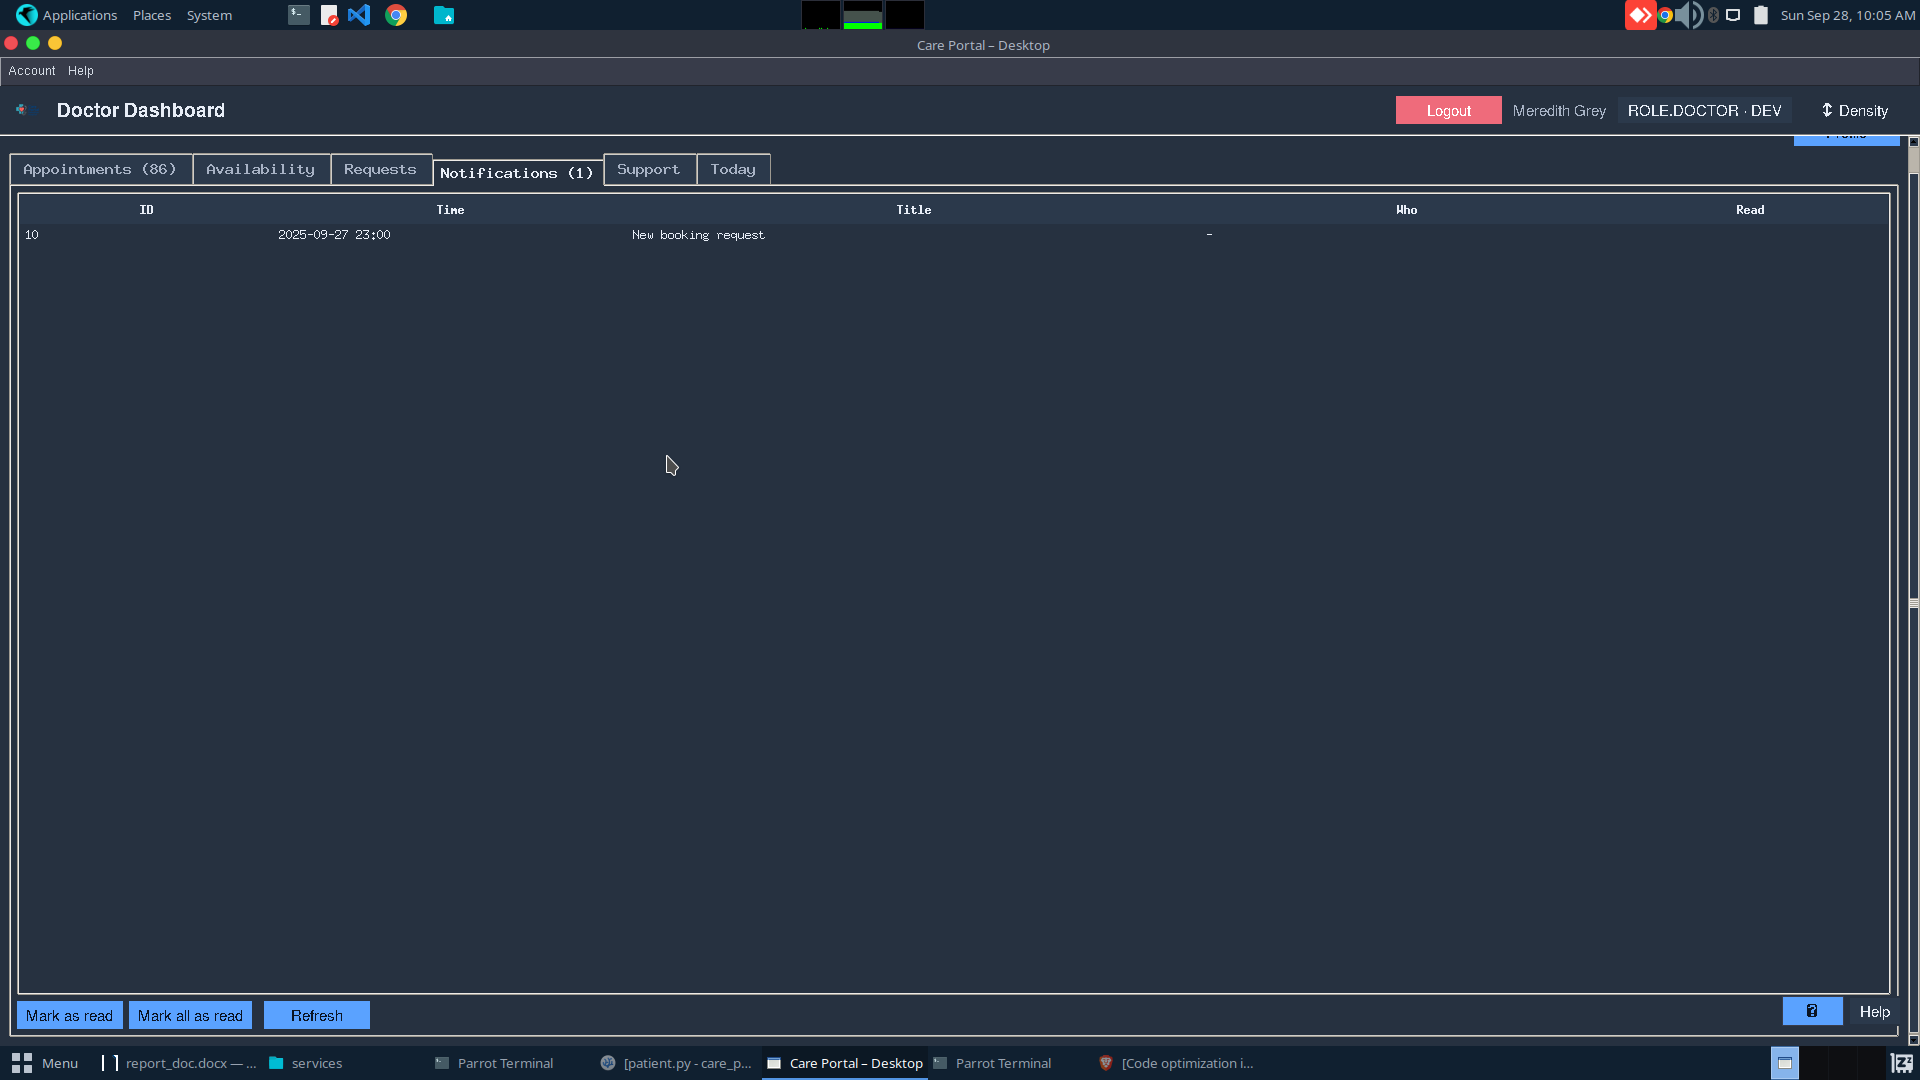 Applications Places System
Sun Sep 28, 10:05 AM
Care Portal – Desktop
Account Help
Doctor Dashboard
Logout Meredith Grey ROLE.DOCTOR · DEV ↕ Density
Appointments (86) Availability Requests Notifications (1) Support Today
ID Time Title Who Read
10 2025-09-27 23:00 New booking request -
Mark as read Mark all as read Refresh
? Help
Menu report_doc.docx — ... services Parrot Terminal [patient.py - care_p... Care Portal – Desktop Parrot Terminal [Code optimization i...